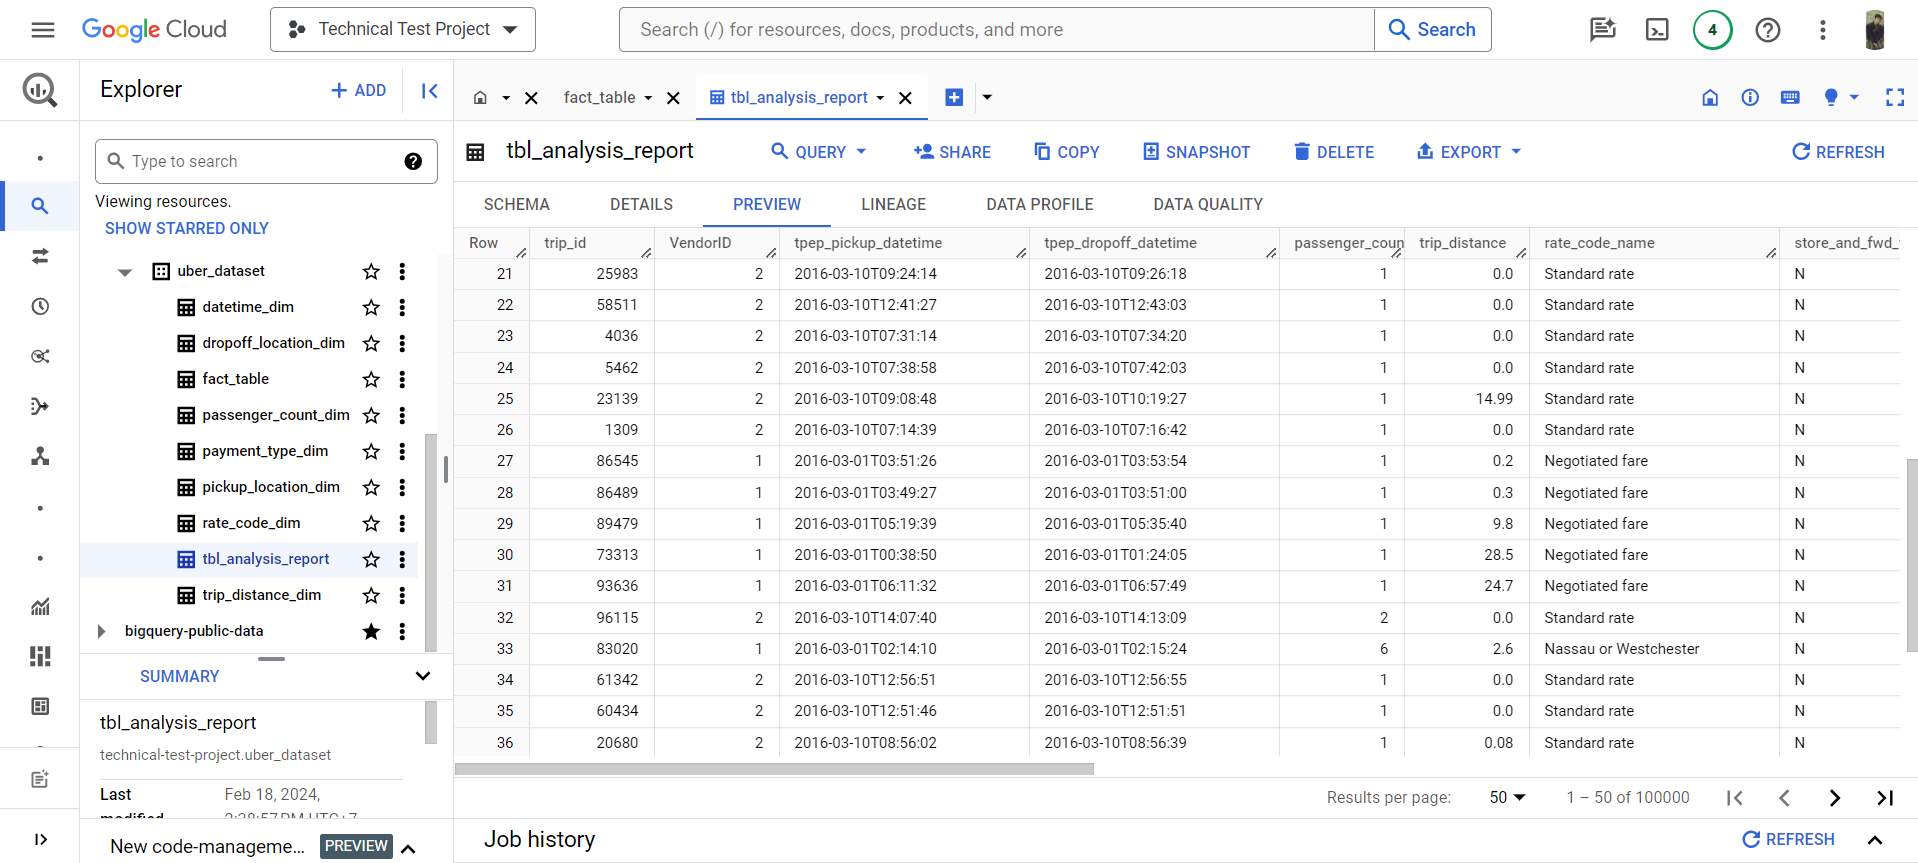 Google Cloud
Technical Test Project
Search (/) for resources, docs, products, and more
Search
4
Explorer
ADD
fact_table
tbl_analysis_report
Type to search
Viewing resources.
SHOW STARRED ONLY
uber_dataset
datetime_dim
dropoff_location_dim
fact_table
passenger_count_dim
payment_type_dim
pickup_location_dim
rate_code_dim
tbl_analysis_report
trip_distance_dim
bigquery-public-data
SUMMARY
tbl_analysis_report
technical-test-project.uber_dataset
Last Feb 18, 2024,
modified 2:38:57 PM UTC+7
New code-manageme... PREVIEW
tbl_analysis_report
QUERY SHARE COPY SNAPSHOT DELETE EXPORT REFRESH
SCHEMA DETAILS PREVIEW LINEAGE DATA PROFILE DATA QUALITY
Row trip_id VendorID tpep_pickup_datetime tpep_dropoff_datetime passenger_coun trip_distance rate_code_name store_and_fwd_
21 25983 2 2016-03-10T09:24:14 2016-03-10T09:26:18 1 0.0 Standard rate N
22 58511 2 2016-03-10T12:41:27 2016-03-10T12:43:03 1 0.0 Standard rate N
23 4036 2 2016-03-10T07:31:14 2016-03-10T07:34:20 1 0.0 Standard rate N
24 5462 2 2016-03-10T07:38:58 2016-03-10T07:42:03 1 0.0 Standard rate N
25 23139 2 2016-03-10T09:08:48 2016-03-10T10:19:27 1 14.99 Standard rate N
26 1309 2 2016-03-10T07:14:39 2016-03-10T07:16:42 1 0.0 Standard rate N
27 86545 1 2016-03-01T03:51:26 2016-03-01T03:53:54 1 0.2 Negotiated fare N
28 86489 1 2016-03-01T03:49:27 2016-03-01T03:51:00 1 0.3 Negotiated fare N
29 89479 1 2016-03-01T05:19:39 2016-03-01T05:35:40 1 9.8 Negotiated fare N
30 73313 1 2016-03-01T00:38:50 2016-03-01T01:24:05 1 28.5 Negotiated fare N
31 93636 1 2016-03-01T06:11:32 2016-03-01T06:57:49 1 24.7 Negotiated fare N
32 96115 2 2016-03-10T14:07:40 2016-03-10T14:13:09 2 0.0 Standard rate N
33 83020 1 2016-03-01T02:14:10 2016-03-01T02:15:24 6 2.6 Nassau or Westchester N
34 61342 2 2016-03-10T12:56:51 2016-03-10T12:56:55 1 0.0 Standard rate N
35 60434 2 2016-03-10T12:51:46 2016-03-10T12:51:51 1 0.0 Standard rate N
36 20680 2 2016-03-10T08:56:02 2016-03-10T08:56:39 1 0.08 Standard rate N
Results per page: 50 1 – 50 of 100000
Job history
REFRESH